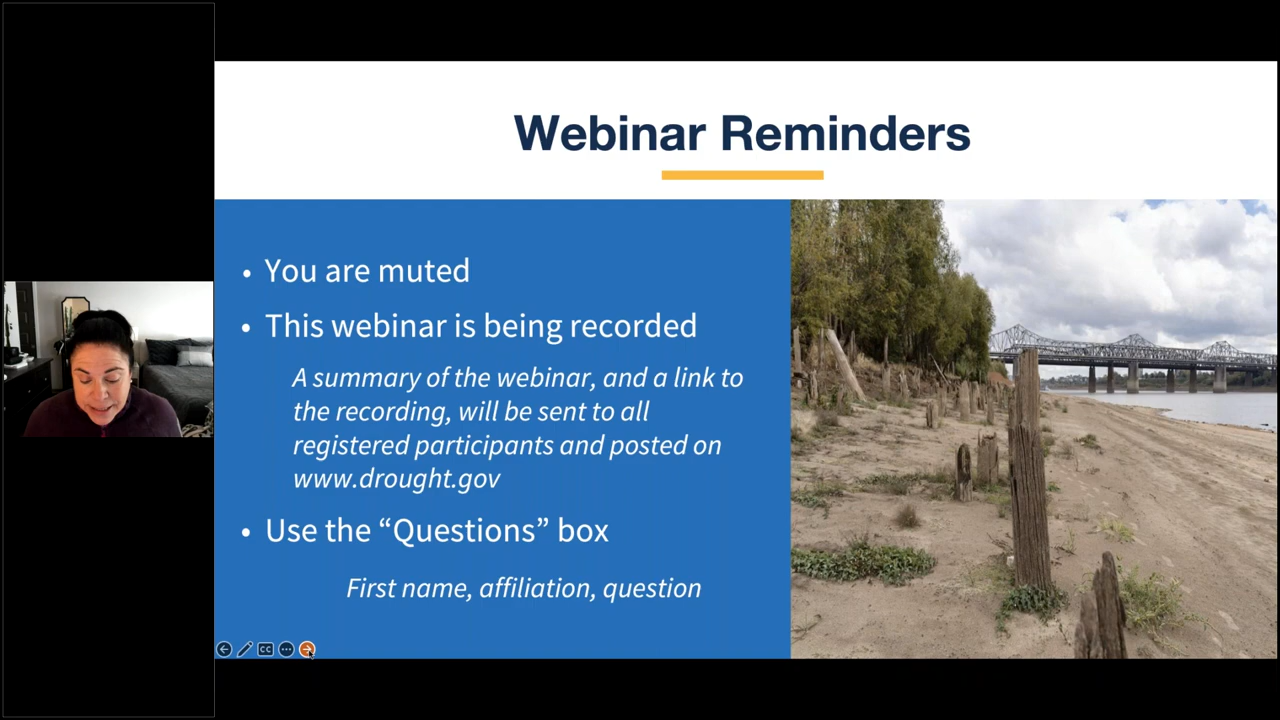 Webinar Reminders
• You are muted
• This webinar is being recorded
A summary of the webinar, and a link to
the recording, will be sent to all
registered participants and posted on
www.drought.gov
• Use the “Questions” box
First name, affiliation, question
CC